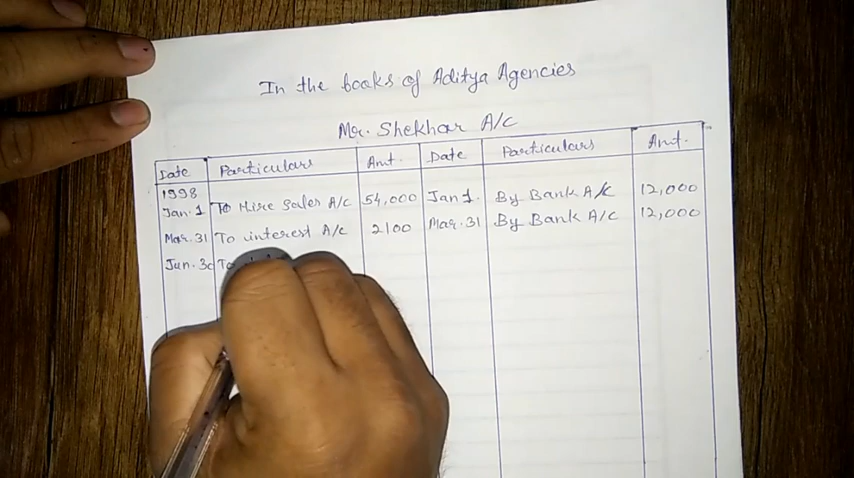 In the books of Aditya Agencies
Mr. Shekhar A/C
Date Particulars Amt. Date Particulars Amt.
1998
Jan. 1 To Hire Sales A/c 54,000 Jan 1. By Bank A/c 12,000
Mar. 31 To interest A/c 2100 Mar. 31 By Bank A/c 12,000
Jun. 30 To